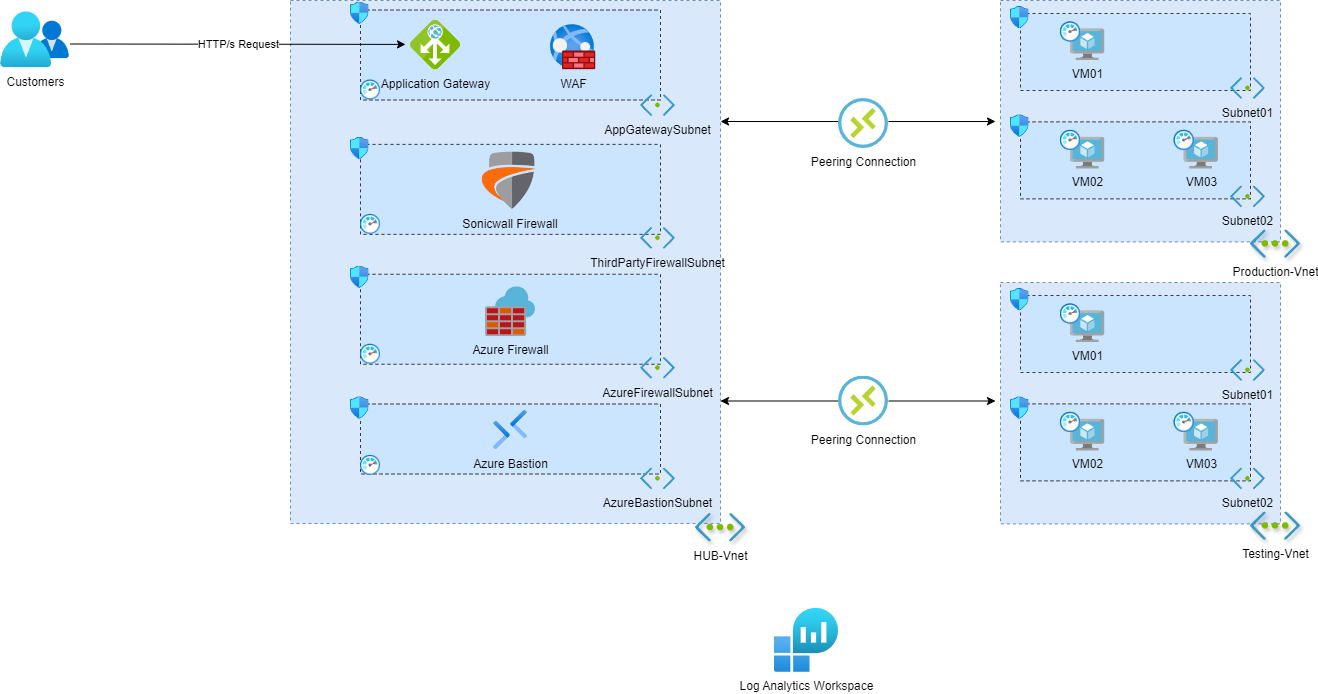 Customers
HTTP/s Request
Application Gateway
WAF
AppGatewaySubnet
Sonicwall Firewall
ThirdPartyFirewallSubnet
Azure Firewall
AzureFirewallSubnet
Azure Bastion
AzureBastionSubnet
HUB-Vnet
Peering Connection
Peering Connection
VM01
Subnet01
VM02
VM03
Subnet02
Production-Vnet
VM01
Subnet01
VM02
VM03
Subnet02
Testing-Vnet
Log Analytics Workspace